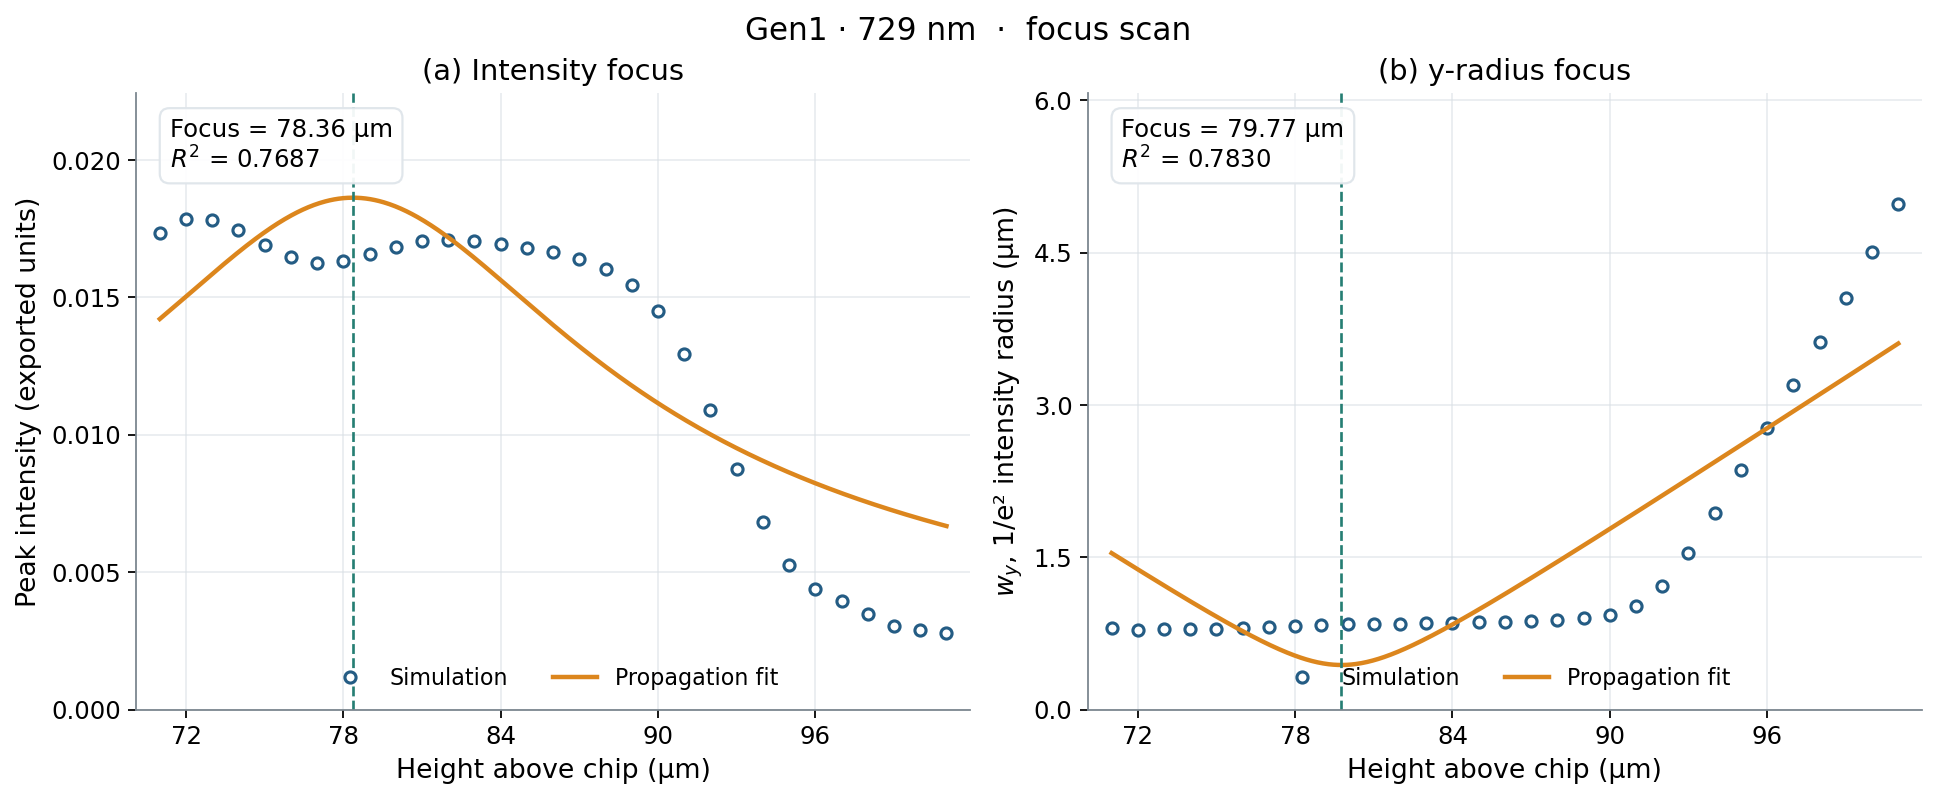 Gen1 · 729 nm · focus scan
(a) Intensity focus
Focus = 78.36 µm
R² = 0.7687
Peak intensity (exported units)
0.020
0.015
0.010
0.005
0.000
72 78 84 90 96
Height above chip (µm)
Simulation
Propagation fit
(b) y-radius focus
Focus = 79.77 µm
R² = 0.7830
w_y, 1/e² intensity radius (µm)
6.0
4.5
3.0
1.5
0.0
72 78 84 90 96
Height above chip (µm)
Simulation
Propagation fit